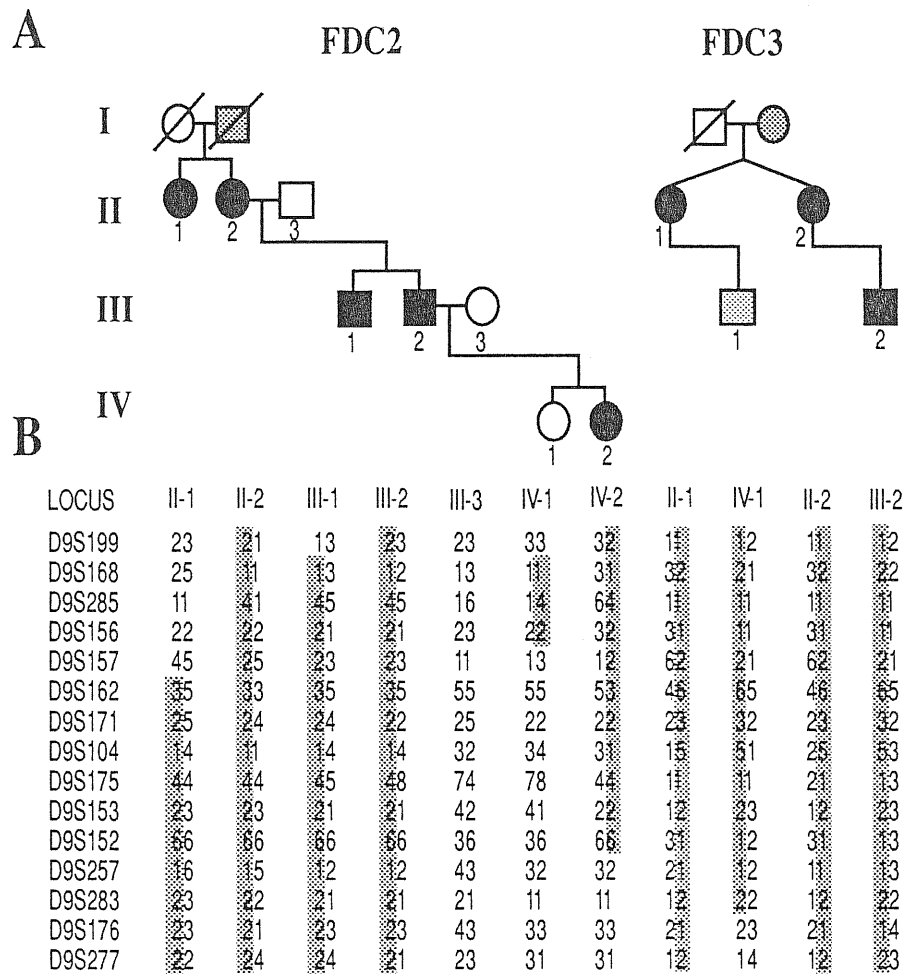 A
FDC2 FDC3
I
II 1 2 3 1 2
III 1 2 3 1 2
IV 1 2
B
LOCUS II-1 II-2 III-1 III-2 III-3 IV-1 IV-2 II-1 IV-1 II-2 III-2
D9S199 23 21 13 23 23 33 32 11 12 11 12
D9S168 25 11 13 12 13 11 31 32 21 32 22
D9S285 11 41 45 45 16 14 64 11 11 11 11
D9S156 22 22 21 21 23 22 32 31 11 31 11
D9S157 45 25 23 23 11 13 12 62 21 62 21
D9S162 35 33 35 35 55 55 53 46 65 46 65
D9S171 25 24 24 22 25 22 22 23 32 23 32
D9S104 14 11 14 14 32 34 31 15 51 25 53
D9S175 44 44 45 48 74 78 44 11 11 21 13
D9S153 23 23 21 21 42 41 22 12 23 12 23
D9S152 66 66 66 66 36 36 66 31 12 31 13
D9S257 16 15 12 12 43 32 32 21 12 11 13
D9S283 23 22 21 21 21 11 11 12 22 12 22
D9S176 23 21 23 23 43 33 33 21 23 21 14
D9S277 22 24 24 21 23 31 31 12 14 12 23